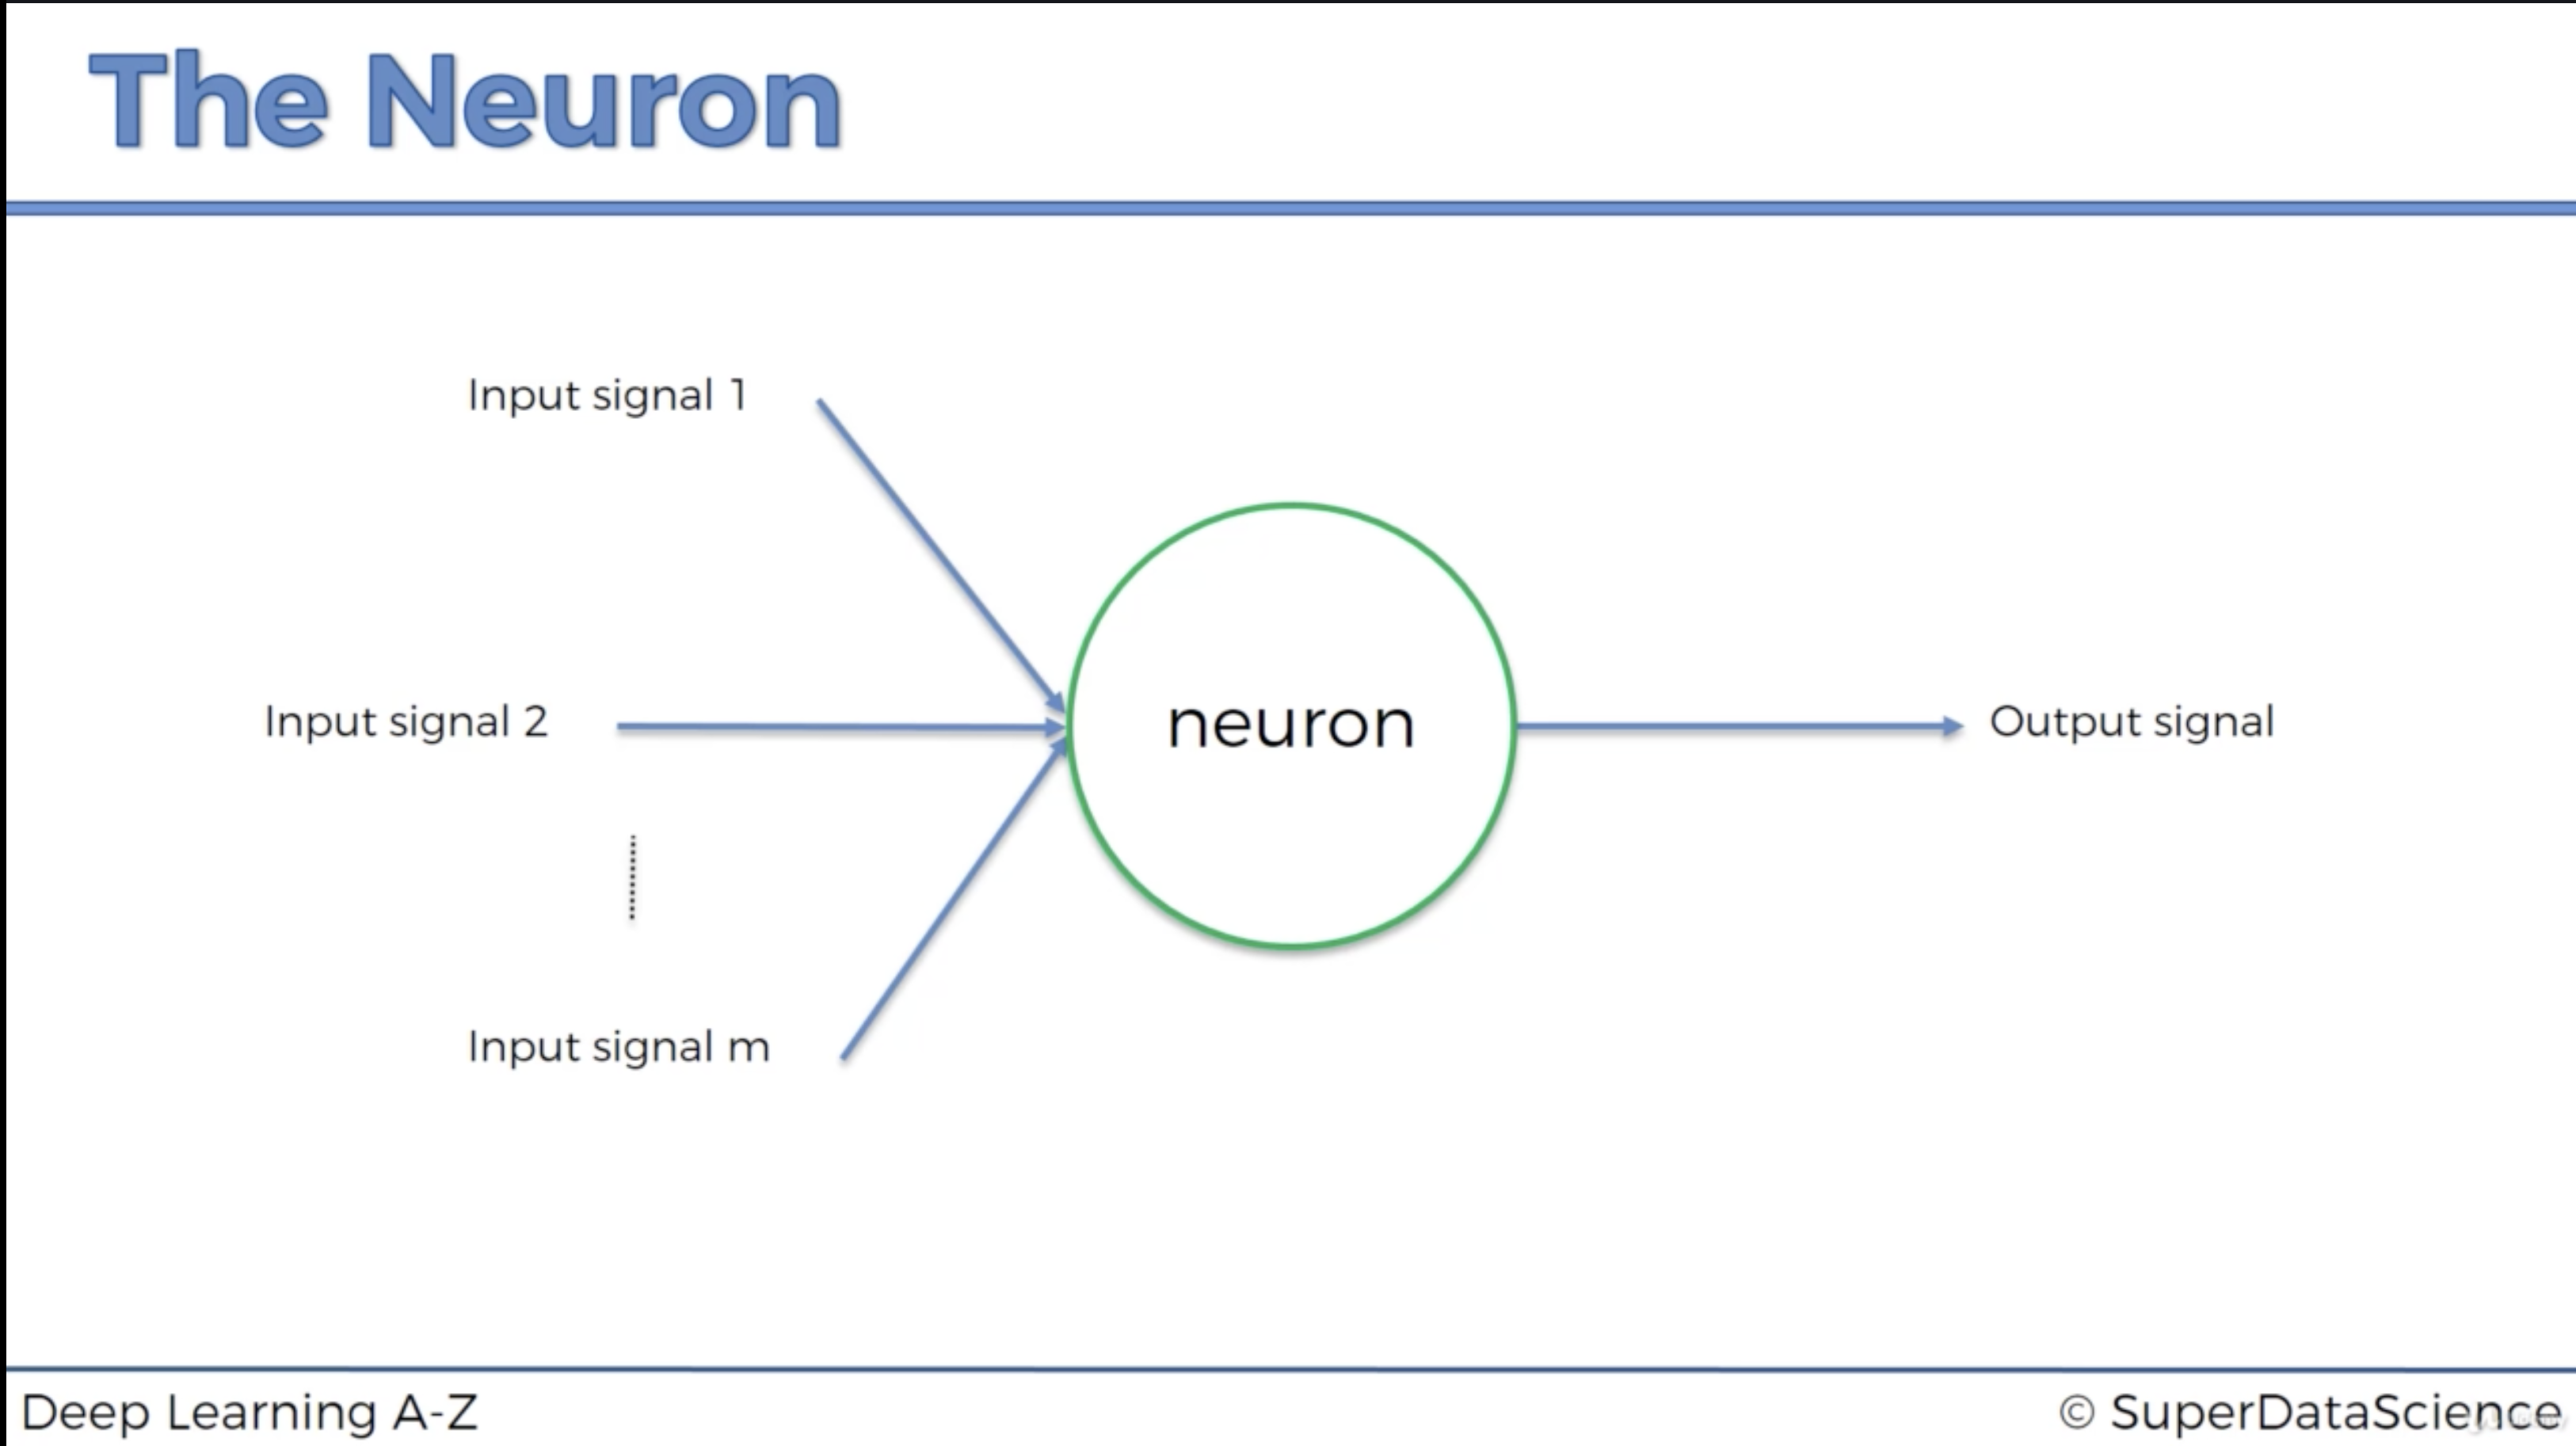 The Neuron
Input signal 1
Input signal 2
neuron
Output signal
Input signal m
Deep Learning A-Z
© SuperDataScience